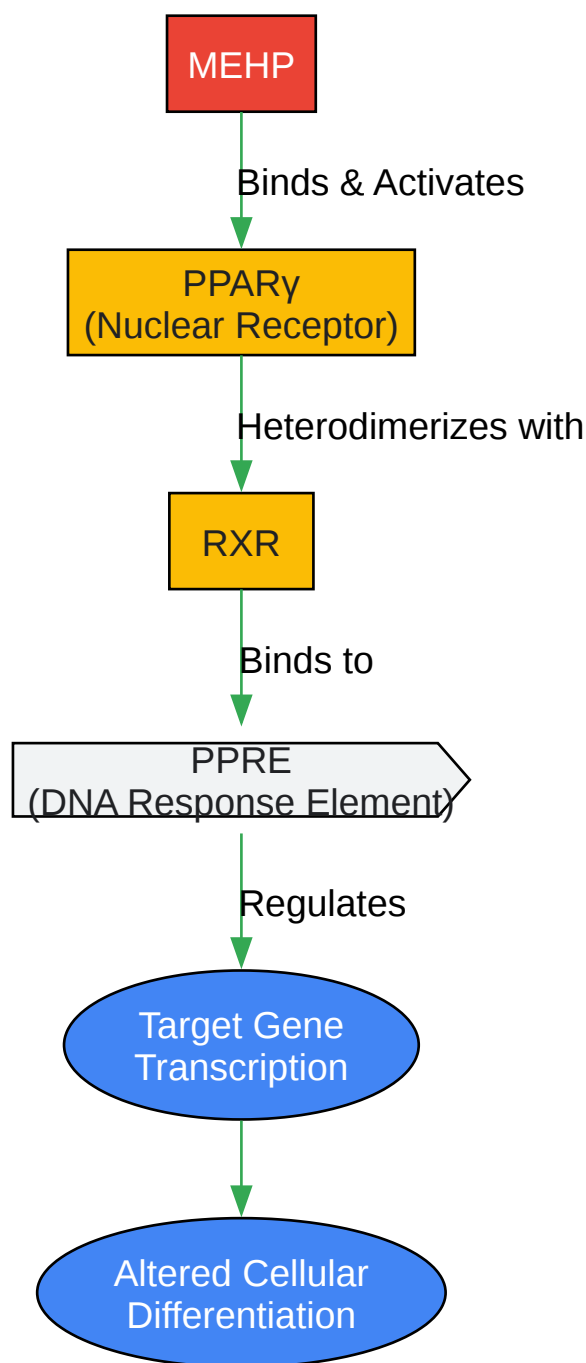 MEHP
Binds & Activates
PPARγ
(Nuclear Receptor)
Heterodimerizes with
RXR
Binds to
PPRE
(DNA Response Element)
Regulates
Target Gene
Transcription
Altered Cellular
Differentiation